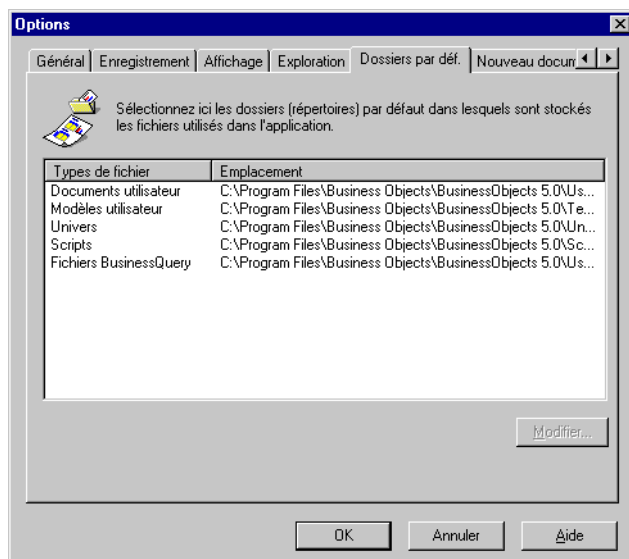 Options
Général Enregistrement Affichage Exploration Dossiers par déf. Nouveau docum
Sélectionnez ici les dossiers (répertoires) par défaut dans lesquels sont stockés
les fichiers utilisés dans l'application.
Types de fichier Emplacement
Documents utilisateur C:\Program Files\Business Objects\BusinessObjects 5.0\Us...
Modèles utilisateur C:\Program Files\Business Objects\BusinessObjects 5.0\Te...
Univers C:\Program Files\Business Objects\BusinessObjects 5.0\Un...
Scripts C:\Program Files\Business Objects\BusinessObjects 5.0\Sc...
Fichiers BusinessQuery C:\Program Files\Business Objects\BusinessObjects 5.0\Us...
Modifier...
OK Annuler Aide